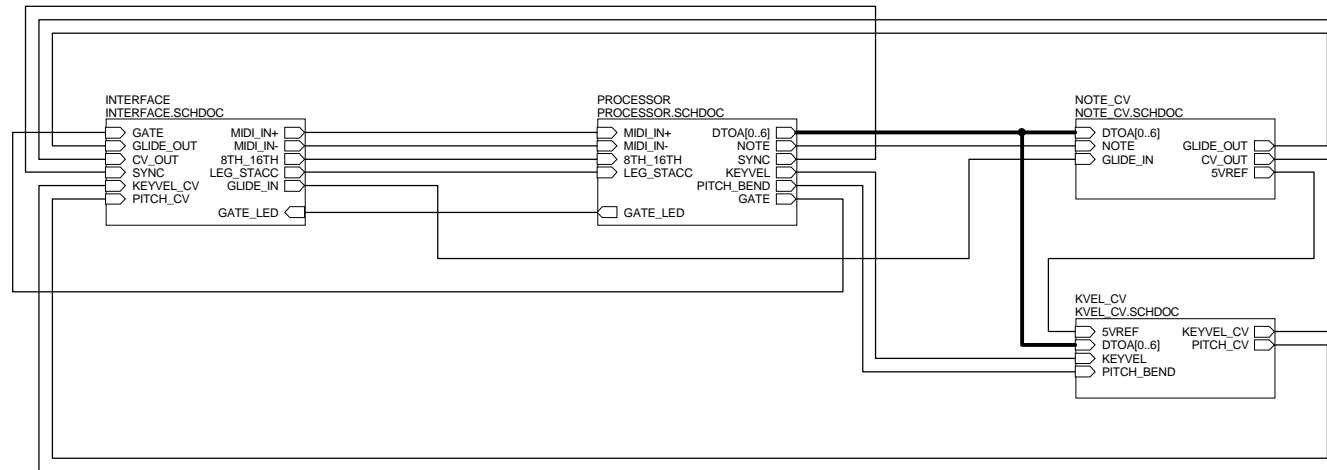 INTERFACE
INTERFACE.SCHDOC
GATE
GLIDE_OUT
CV_OUT
SYNC
KEYVEL_CV
PITCH_CV
MIDI_IN+
MIDI_IN-
8TH_16TH
LEG_STACC
GLIDE_IN
GATE_LED
PROCESSOR
PROCESSOR.SCHDOC
MIDI_IN+
MIDI_IN-
8TH_16TH
LEG_STACC
GATE_LED
DTOA[0..6]
NOTE
SYNC
KEYVEL
PITCH_BEND
GATE
NOTE_CV
NOTE_CV.SCHDOC
DTOA[0..6]
NOTE
GLIDE_IN
GLIDE_OUT
CV_OUT
5VREF
KVEL_CV
KVEL_CV.SCHDOC
5VREF
DTOA[0..6]
KEYVEL
PITCH_BEND
KEYVEL_CV
PITCH_CV